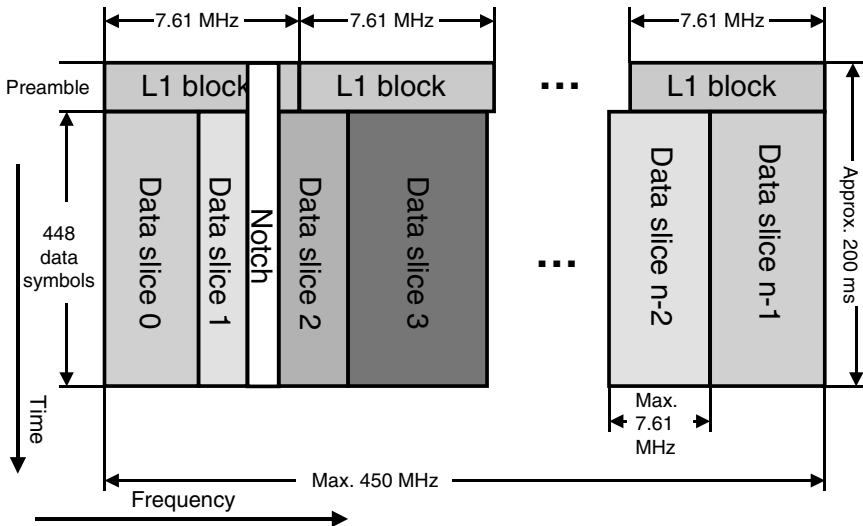 7.61 MHz
7.61 MHz
7.61 MHz
Preamble
L1 block
L1 block
...
L1 block
448
data
symbols
Data slice 0
Data slice 1
Notch
Data slice 2
Data slice 3
...
Data slice n-2
Data slice n-1
Approx. 200 ms
Time
Max.
7.61
MHz
Max. 450 MHz
Frequency